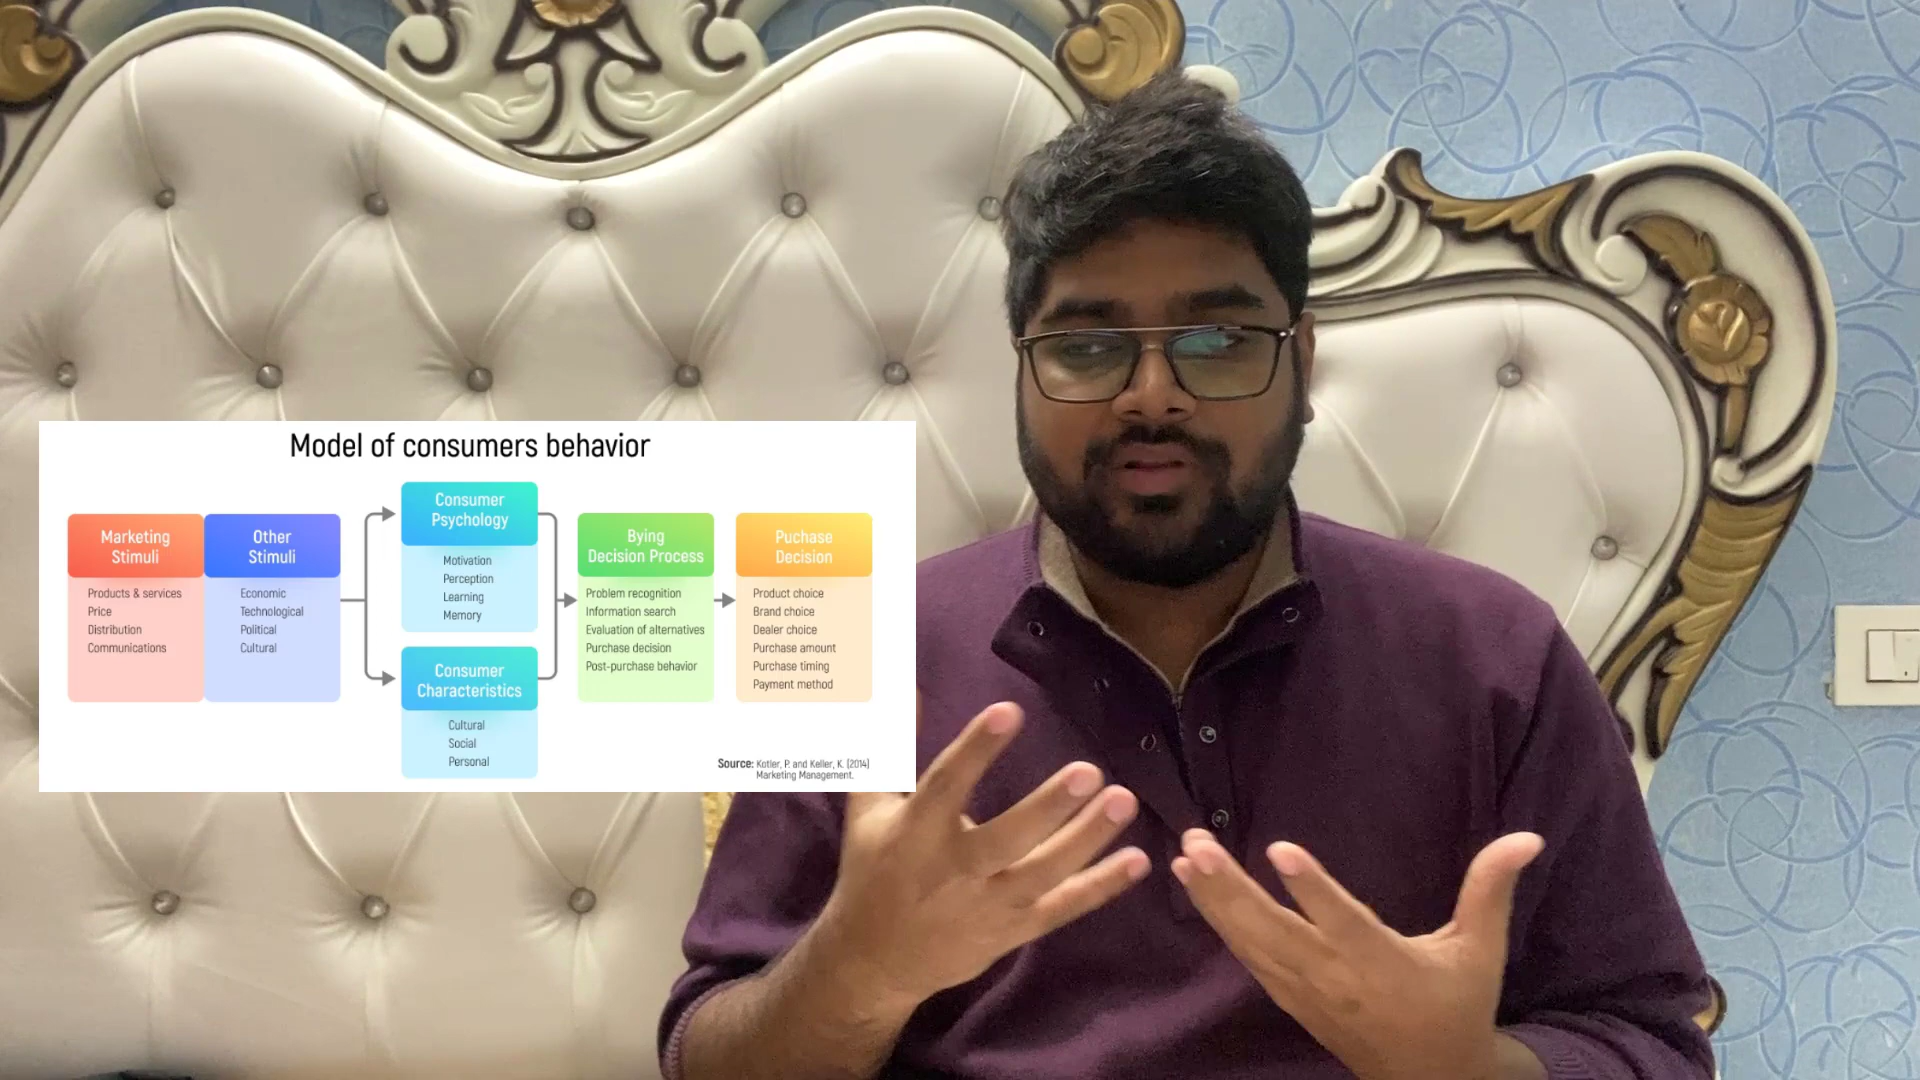 Model of consumers behavior
Marketing
Stimuli
Products & services
Price
Distribution
Communications
Other
Stimuli
Economic
Technological
Political
Cultural
Consumer
Psychology
Motivation
Perception
Learning
Memory
Consumer
Characteristics
Cultural
Social
Personal
Bying
Decision Process
Problem recognition
Information search
Evaluation of alternatives
Purchase decision
Post-purchase behavior
Puchase
Decision
Product choice
Brand choice
Dealer choice
Purchase amount
Purchase timing
Payment method
Source: Kotler, P. and Keller, K. (2014)
Marketing Management.